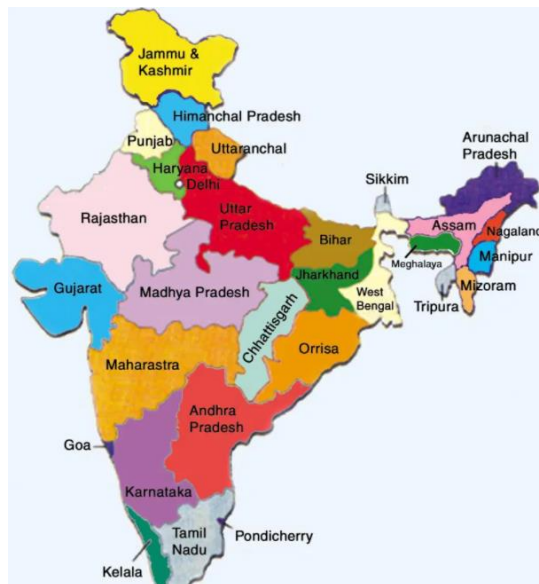 Jammu &
Kashmir
Himanchal Pradesh
Punjab
Uttaranchal
Haryana
Delhi
Arunachal
Pradesh
Sikkim
Rajasthan
Uttar
Pradesh
Bihar
Assam
Nagaland
Meghalaya
Manipur
Gujarat
Madhya Pradesh
Jharkhand
West
Bengal
Tripura
Mizoram
Chhattisgarh
Maharastra
Orrisa
Andhra
Pradesh
Goa
Karnataka
Tamil
Nadu
Pondicherry
Kelala